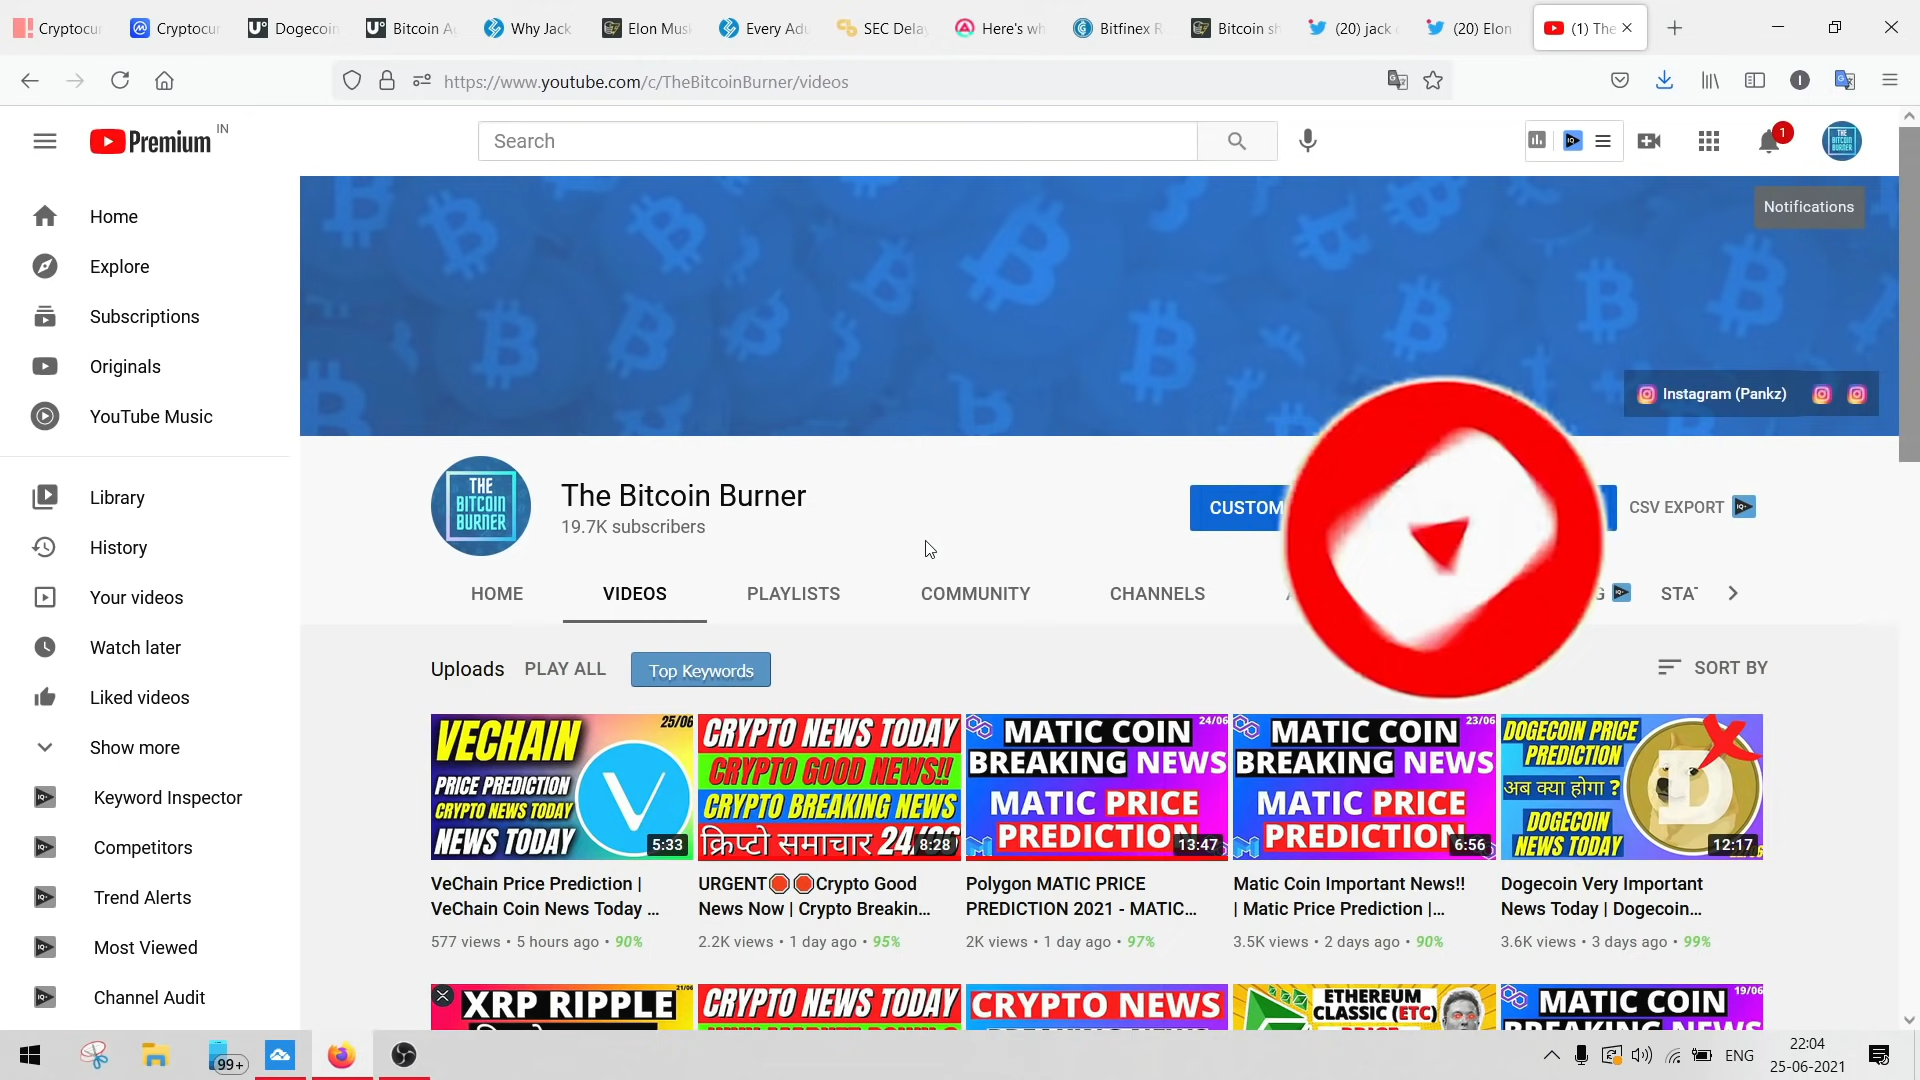 Cryptocur
Cryptocur
Dogecoin
Bitcoin A
Why Jack
Elon Mus
Every Adu
SEC Dela
Here's wh
Bitfinex R
Bitcoin sh
(20) jack
(20) Elon
(1) The
https://www.youtube.com/c/TheBitcoinBurner/videos
Premium
IN
Search
1
Notifications
Home
Explore
Subscriptions
Originals
YouTube Music
Library
History
Your videos
Watch later
Liked videos
Show more
Keyword Inspector
Competitors
Trend Alerts
Most Viewed
Channel Audit
Instagram (Pankz)
THE
BITCOIN
BURNER
The Bitcoin Burner
19.7K subscribers
CUSTOM
CSV EXPORT
HOME
VIDEOS
PLAYLISTS
COMMUNITY
CHANNELS
STAT
Uploads
PLAY ALL
Top Keywords
SORT BY
25/06
VECHAIN
PRICE PREDICTION
CRYPTO NEWS TODAY
NEWS TODAY
5:33
VeChain Price Prediction |
VeChain Coin News Today ...
577 views • 5 hours ago • 90%
CRYPTO NEWS TODAY
CRYPTO GOOD NEWS!!
CRYPTO BREAKING NEWS
क्रिप्टो समाचार 24/06
8:28
URGENT🛑🛑Crypto Good
News Now | Crypto Breakin...
2.2K views • 1 day ago • 95%
24/06
MATIC COIN
BREAKING NEWS
MATIC PRICE
PREDICTION
13:47
Polygon MATIC PRICE
PREDICTION 2021 - MATIC...
2K views • 1 day ago • 97%
23/06
MATIC COIN
BREAKING NEWS
MATIC PRICE
PREDICTION
6:56
Matic Coin Important News!!
| Matic Price Prediction |...
3.5K views • 2 days ago • 90%
DOGECOIN PRICE
PREDICTION
अब क्या होगा ?
DOGECOIN
NEWS TODAY
12:17
Dogecoin Very Important
News Today | Dogecoin...
3.6K views • 3 days ago • 99%
21/06
XRP RIPPLE
CRYPTO NEWS TODAY
CRYPTO NEWS
ETHEREUM
CLASSIC (ETC)
19/06
MATIC COIN
99+
ENG
22:04
25-06-2021